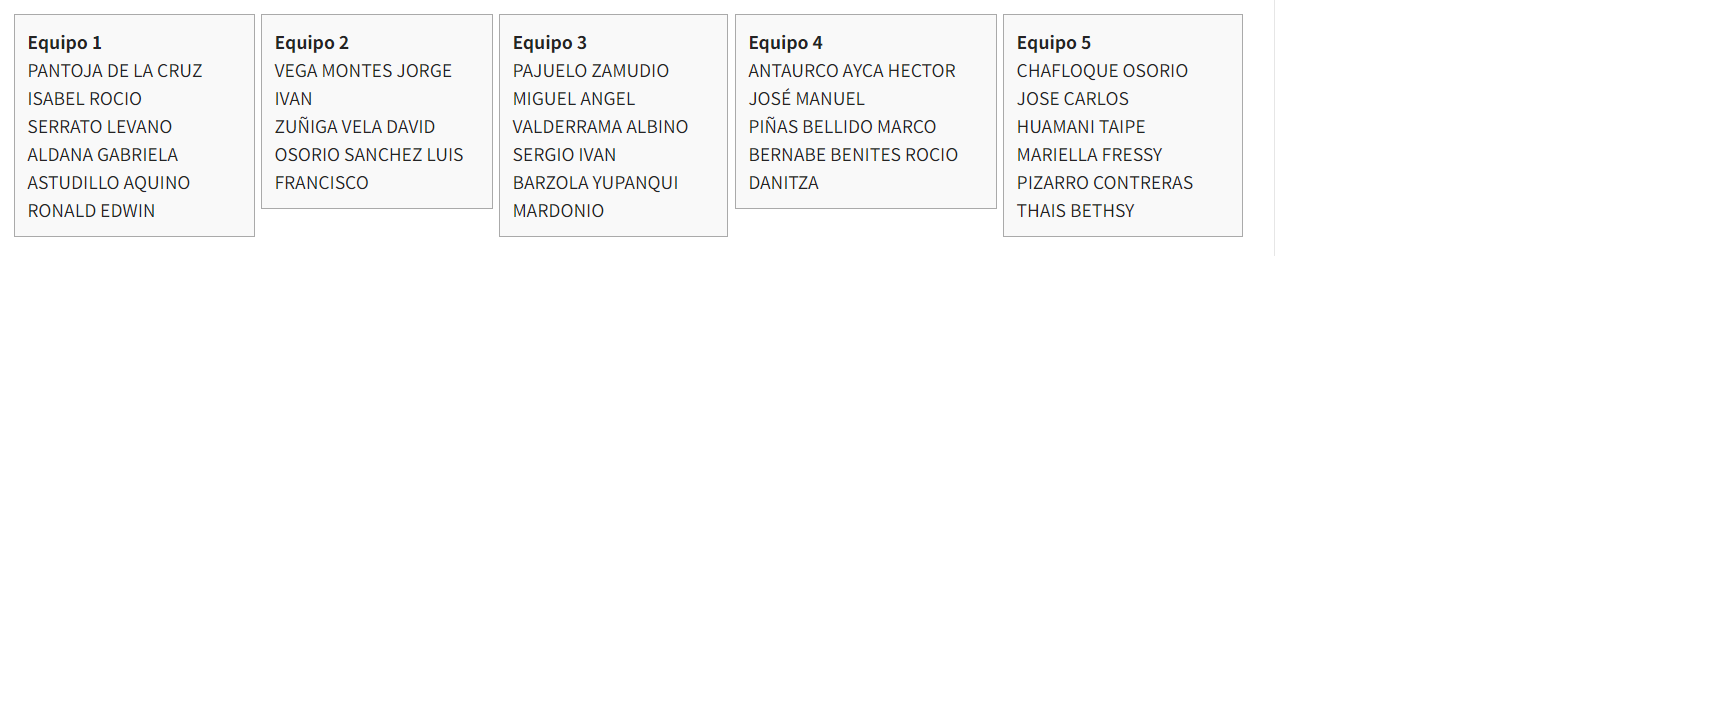 Equipo 1
PANTOJA DE LA CRUZ
ISABEL ROCIO
SERRATO LEVANO
ALDANA GABRIELA
ASTUDILLO AQUINO
RONALD EDWIN
Equipo 2
VEGA MONTES JORGE
IVAN
ZUÑIGA VELA DAVID
OSORIO SANCHEZ LUIS
FRANCISCO
Equipo 3
PAJUELO ZAMUDIO
MIGUEL ANGEL
VALDERRAMA ALBINO
SERGIO IVAN
BARZOLA YUPANQUI
MARDONIO
Equipo 4
ANTAURCO AYCA HECTOR
JOSÉ MANUEL
PIÑAS BELLIDO MARCO
BERNABE BENITES ROCIO
DANITZA
Equipo 5
CHAFLOQUE OSORIO
JOSE CARLOS
HUAMANI TAIPE
MARIELLA FRESSY
PIZARRO CONTRERAS
THAIS BETHSY